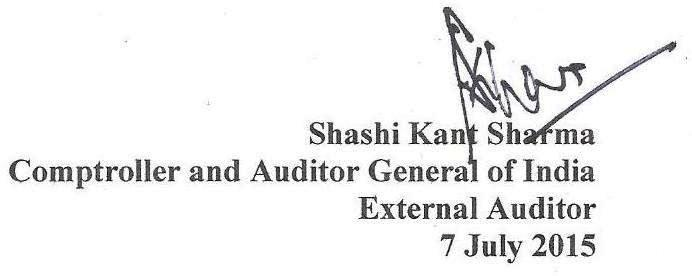 Shashi Kant Sharma
Comptroller and Auditor General of India
External Auditor
7 July 2015